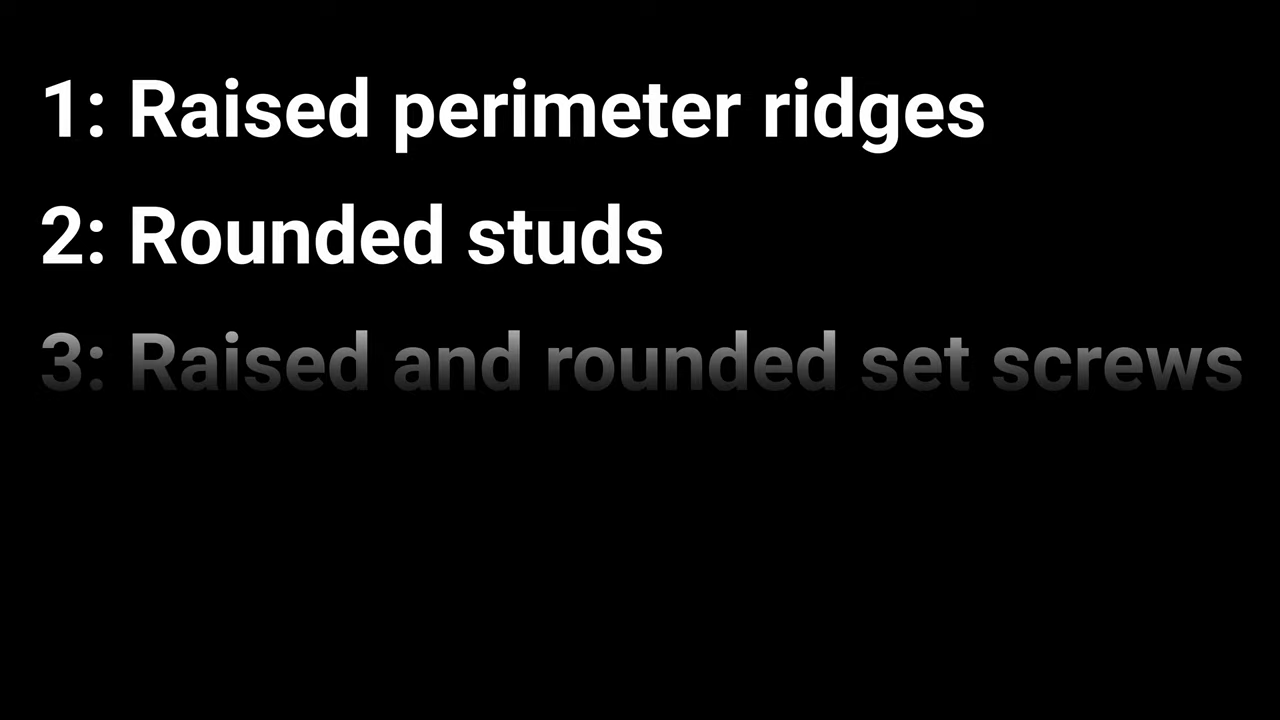 1: Raised perimeter ridges
2: Rounded studs
3: Raised and rounded set screws